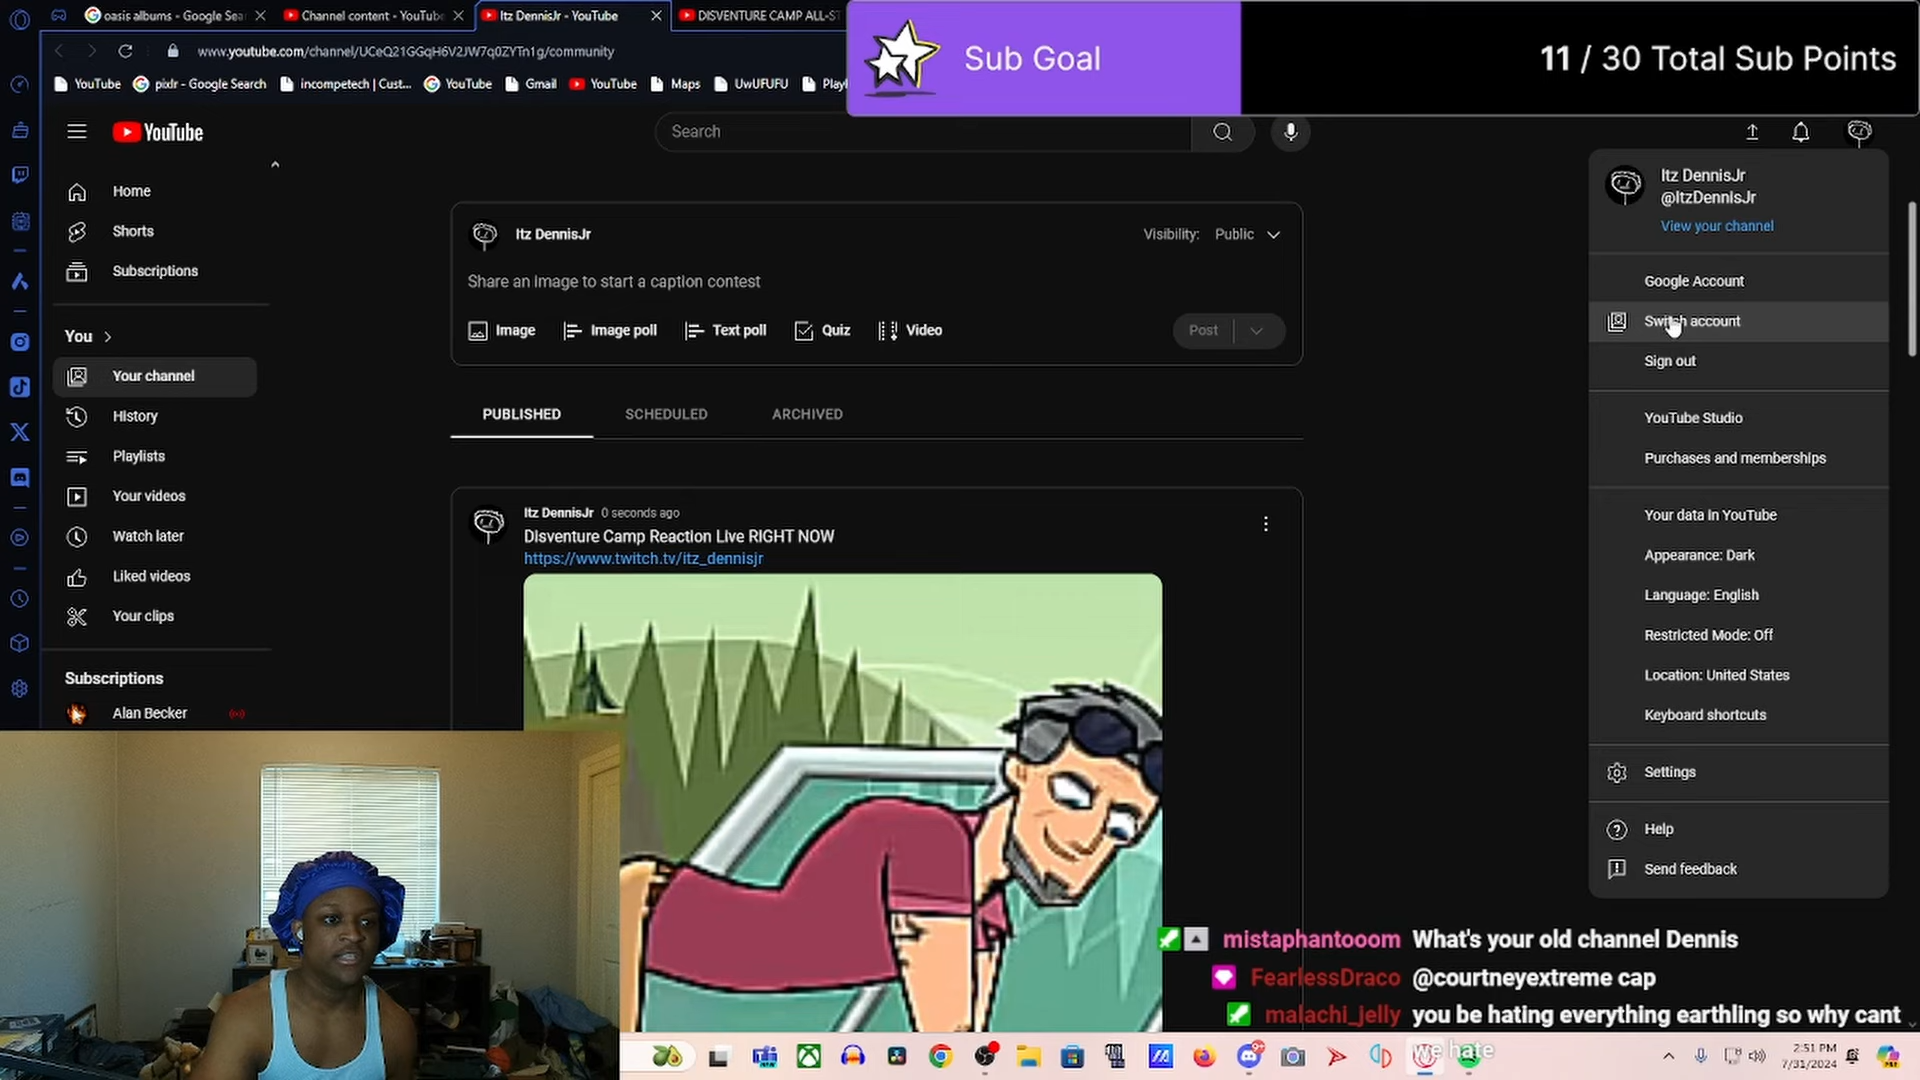 oasis albums - Google Sea
Channel content - YouTube
Itz DennisJr - YouTube
DISVENTURE CAMP ALL-ST
www.youtube.com/channel/UCeQ21GGqH6V2JW7q0ZYTn1g/community
YouTube
pixlr - Google Search
incompetech | Cust...
YouTube
Gmail
YouTube
Maps
UwUFUFU
Playl
Sub Goal
11 / 30 Total Sub Points
YouTube
Search
Home
Shorts
Subscriptions
You
Your channel
History
Playlists
Your videos
Watch later
Liked videos
Your clips
Subscriptions
Alan Becker
Itz DennisJr
Visibility: Public
Share an image to start a caption contest
Image
Image poll
Text poll
Quiz
Video
Post
PUBLISHED
SCHEDULED
ARCHIVED
Itz DennisJr 0 seconds ago
Disventure Camp Reaction Live RIGHT NOW
https://www.twitch.tv/itz_dennisjr
Itz DennisJr
@ItzDennisJr
View your channel
Google Account
Switch account
Sign out
YouTube Studio
Purchases and memberships
Your data in YouTube
Appearance: Dark
Language: English
Restricted Mode: Off
Location: United States
Keyboard shortcuts
Settings
Help
Send feedback
mistaphantooom What's your old channel Dennis
FearlessDraco @courtneyextreme cap
malachi_jelly you be hating everything earthling so why cant
we hate
2:51 PM
7/31/2024